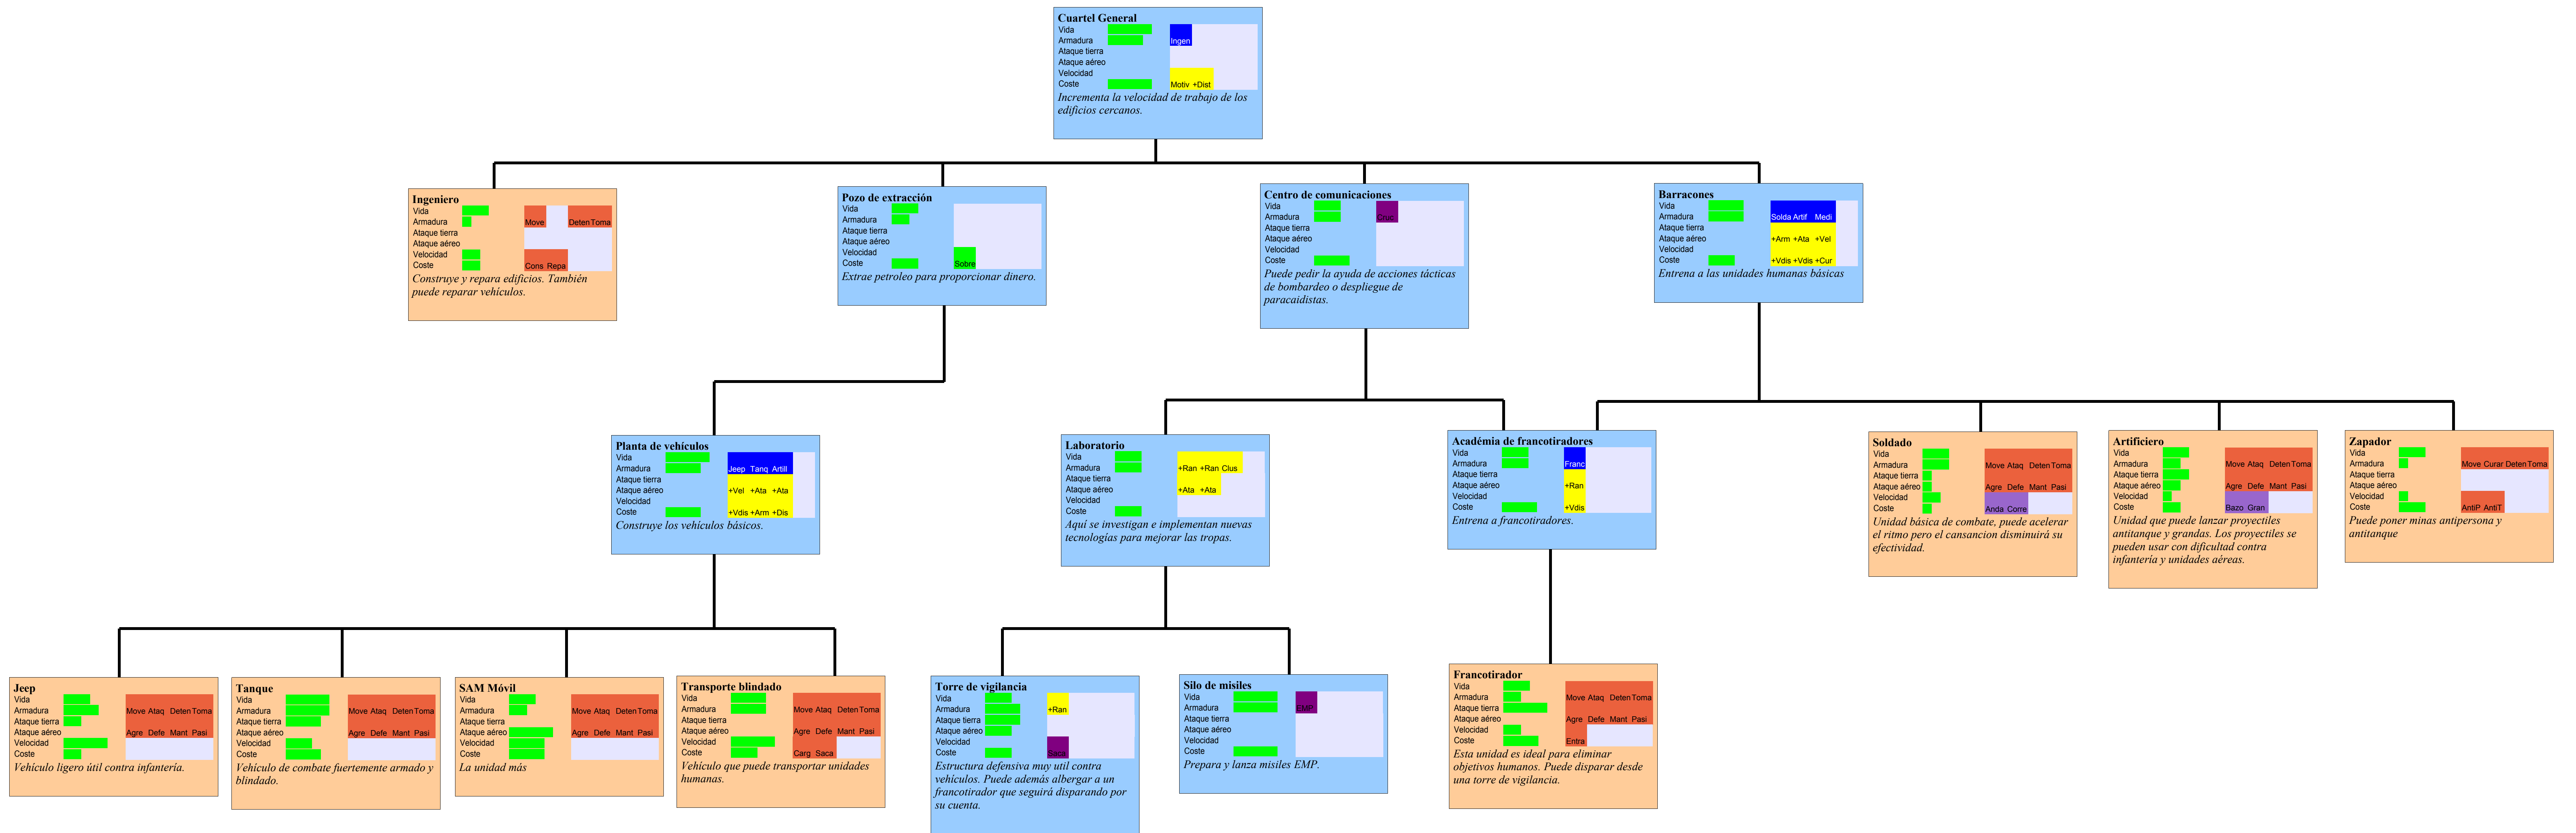 Cuartel General
Vida
Armadura
Ataque tierra
Ataque aéreo
Velocidad
Coste
Ingen
Motiv +Dist
Incrementa la velocidad de trabajo de los
edificios cercanos.
Ingeniero
Vida
Armadura
Ataque tierra
Ataque aéreo
Velocidad
Coste
Move Deten Toma
Cons Repa
Construye y repara edificios. También
puede reparar vehículos.
Pozo de extracción
Vida
Armadura
Ataque tierra
Ataque aéreo
Velocidad
Coste
Sobre
Extrae petroleo para proporcionar dinero.
Centro de comunicaciones
Vida
Armadura
Ataque tierra
Ataque aéreo
Velocidad
Coste
Cruc
Puede pedir la ayuda de acciones tácticas
de bombardeo o despliegue de
paracaidistas.
Barracones
Vida
Armadura
Ataque tierra
Ataque aéreo
Velocidad
Coste
Solda Artif Medi
+Arm +Ata +Vel
+Vdis +Vdis +Cur
Entrena a las unidades humanas básicas
Planta de vehículos
Vida
Armadura
Ataque tierra
Ataque aéreo
Velocidad
Coste
Jeep Tanq Artill
+Vel +Ata +Ata
+Vdis +Arm +Dis
Construye los vehículos básicos.
Laboratorio
Vida
Armadura
Ataque tierra
Ataque aéreo
Velocidad
Coste
+Ran +Ran Clus
+Ata +Ata
Aquí se investigan e implementan nuevas
tecnologías para mejorar las tropas.
Académia de francotiradores
Vida
Armadura
Ataque tierra
Ataque aéreo
Velocidad
Coste
Franc
+Ran
+Vdis
Entrena a francotiradores.
Soldado
Vida
Armadura
Ataque tierra
Ataque aéreo
Velocidad
Coste
Move Ataq Deten Toma
Agre Defe Mant Pasi
Anda Corre
Unidad básica de combate, puede acelerar
el ritmo pero el cansancion disminuirá su
efectividad.
Artificiero
Vida
Armadura
Ataque tierra
Ataque aéreo
Velocidad
Coste
Move Ataq Deten Toma
Agre Defe Mant Pasi
Bazo Gran
Unidad que puede lanzar proyectiles
antitanque y grandas. Los proyectiles se
pueden usar con dificultad contra
infantería y unidades aéreas.
Zapador
Vida
Armadura
Ataque tierra
Ataque aéreo
Velocidad
Coste
Move Curar Deten Toma
AntiP AntiT
Puede poner minas antipersona y
antitanque
Jeep
Vida
Armadura
Ataque tierra
Ataque aéreo
Velocidad
Coste
Move Ataq Deten Toma
Agre Defe Mant Pasi
Vehículo ligero útil contra infantería.
Tanque
Vida
Armadura
Ataque tierra
Ataque aéreo
Velocidad
Coste
Move Ataq Deten Toma
Agre Defe Mant Pasi
Vehículo de combate fuertemente armado y
blindado.
SAM Móvil
Vida
Armadura
Ataque tierra
Ataque aéreo
Velocidad
Coste
Move Ataq Deten Toma
Agre Defe Mant Pasi
La unidad más
Transporte blindado
Vida
Armadura
Ataque tierra
Ataque aéreo
Velocidad
Coste
Move Ataq Deten Toma
Agre Defe Mant Pasi
Carg Saca
Vehículo que puede transportar unidades
humanas.
Torre de vigilancia
Vida
Armadura
Ataque tierra
Ataque aéreo
Velocidad
Coste
+Ran
Saca
Estructura defensiva muy util contra
vehículos. Puede además albergar a un
francotirador que seguirá disparando por
su cuenta.
Silo de misiles
Vida
Armadura
Ataque tierra
Ataque aéreo
Velocidad
Coste
EMP
Prepara y lanza misiles EMP.
Francotirador
Vida
Armadura
Ataque tierra
Ataque aéreo
Velocidad
Coste
Move Ataq Deten Toma
Agre Defe Mant Pasi
Entra
Esta unidad es ideal para eliminar
objetivos humanos. Puede disparar desde
una torre de vigilancia.